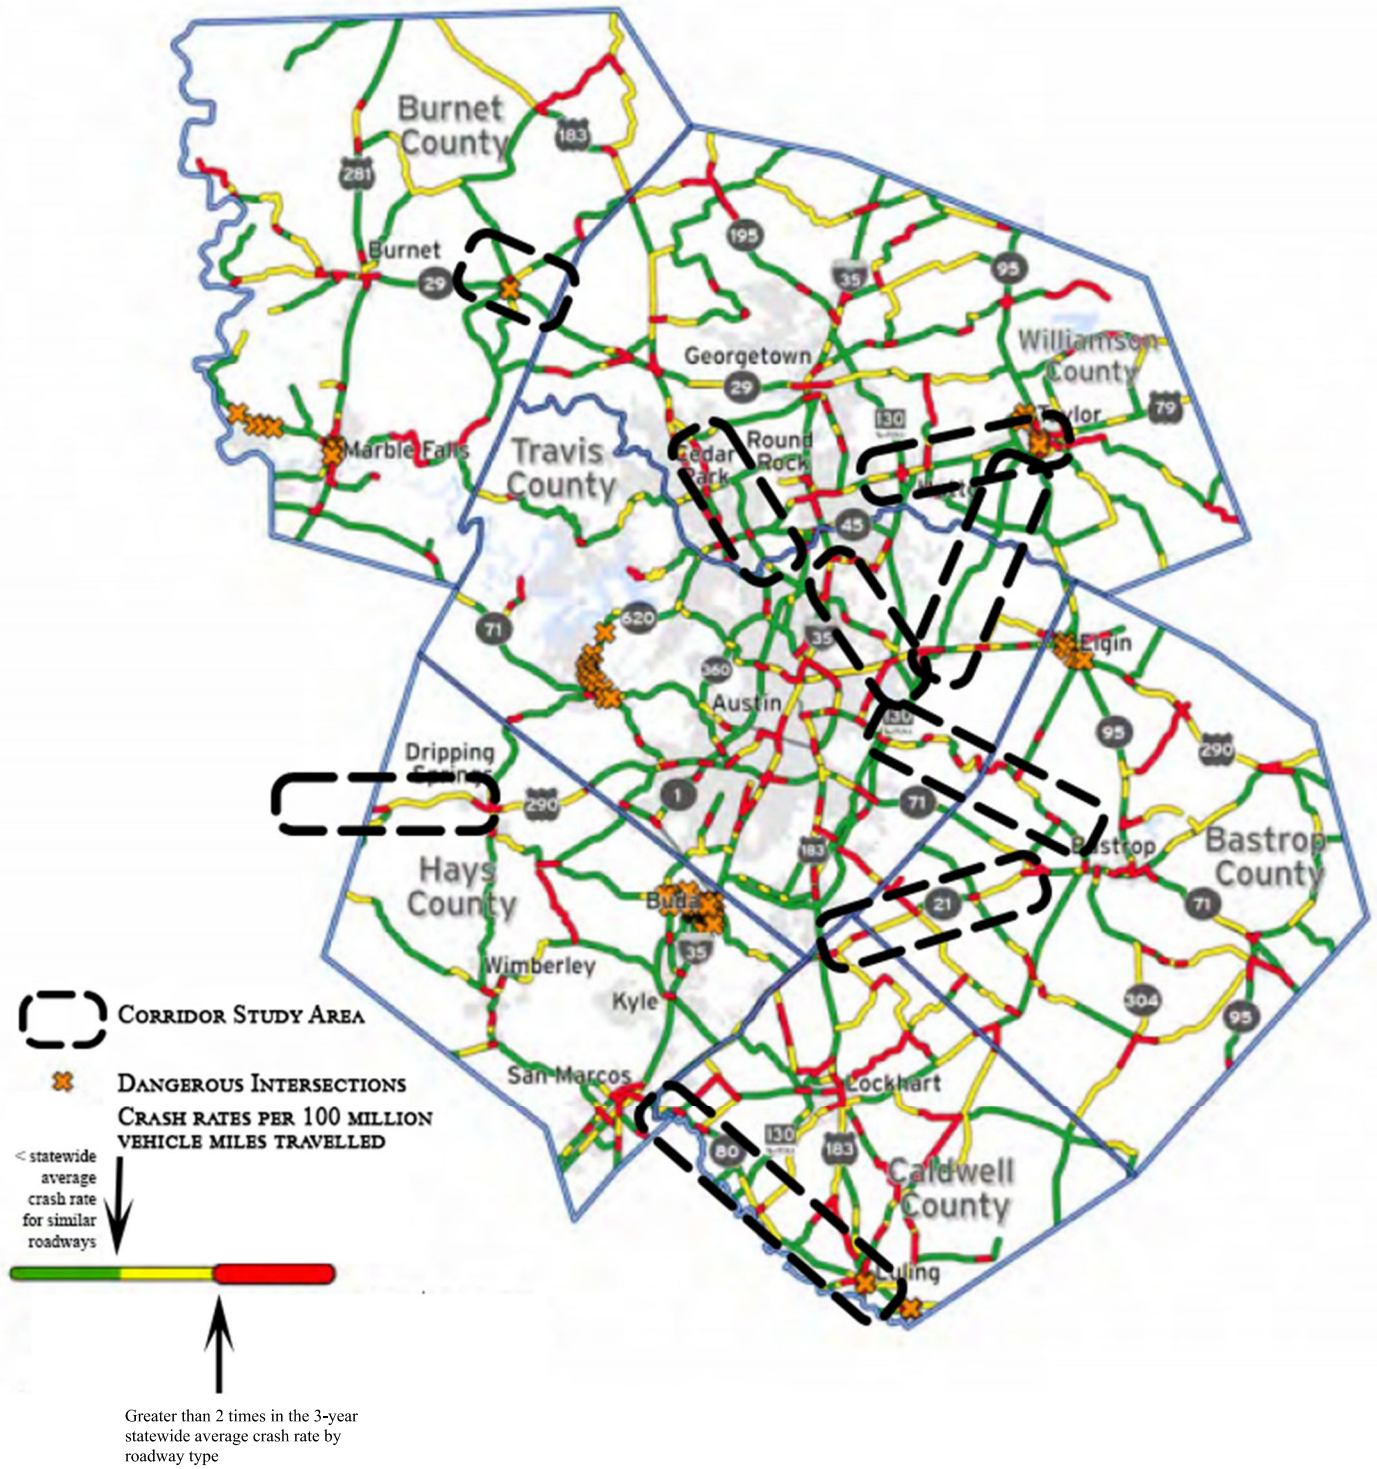 Burnet
County
183
281
Burnet
29
195
35
95
Williamson
County
Georgetown
29
79
130
Taylor
Marble Falls
Travis
County
Cedar
Park
Round
Rock
Hutto
45
71
620
35
360
Elgin
Austin
130
95
290
Dripping
Springs
290
1
71
183
Bastrop
Bastrop
County
Hays
County
Buda
21
71
35
Wimberley
Kyle
304
95
San Marcos
Lockhart
80
130
183
Caldwell
County
Luling
CORRIDOR STUDY AREA
DANGEROUS INTERSECTIONS
CRASH RATES PER 100 MILLION
VEHICLE MILES TRAVELLED
< statewide
average
crash rate
for similar
roadways
Greater than 2 times in the 3-year
statewide average crash rate by
roadway type